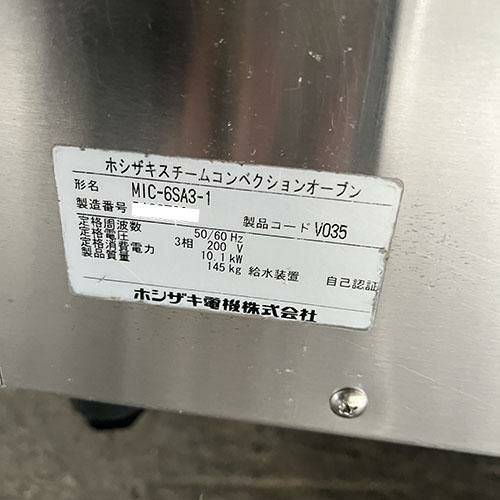 ホシザキスチームコンベクションオーブン
形名 MIC-6SA3-1
製造番号 製品コード V035
定格周波数 50/60 Hz
定格電圧 3相 200 V
定格消費電力 10.1kW
製品質量 145kg 給水装置 自己認証
ホシザキ電機株式会社